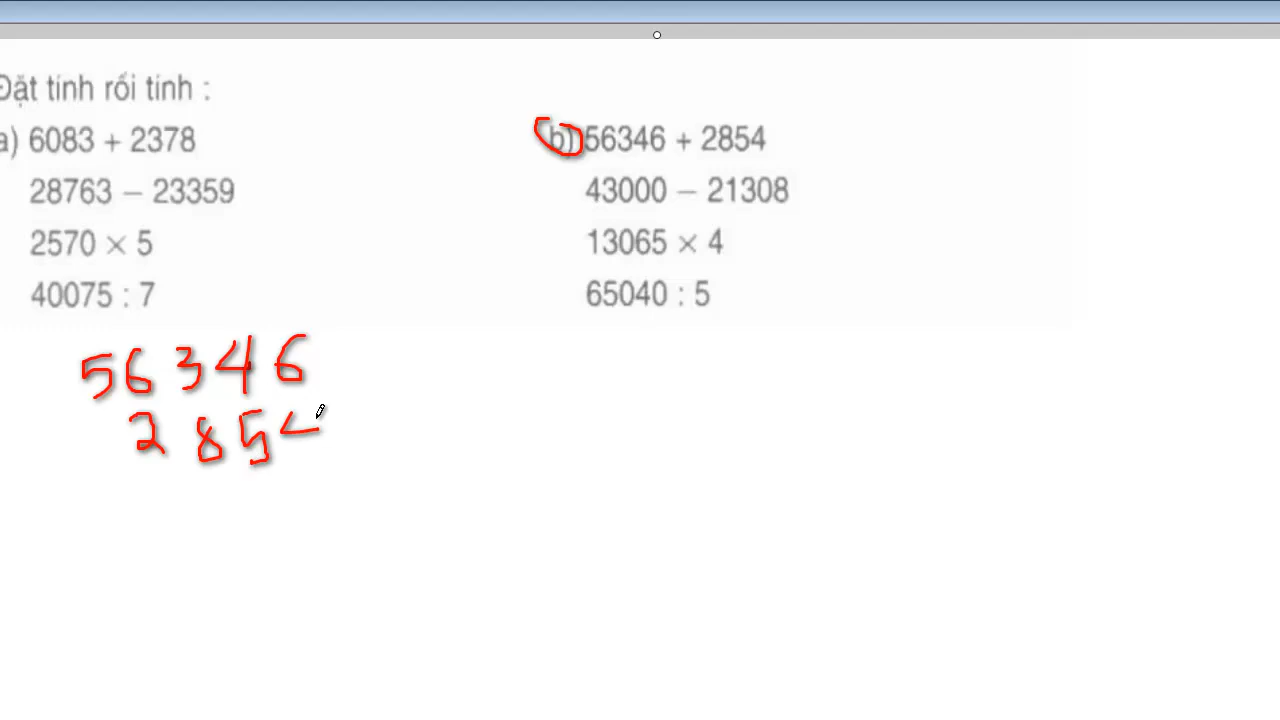 Đặt tính rồi tính :
a) 6083 + 2378
28763 – 23359
2570 × 5
40075 : 7
b) 56346 + 2854
43000 – 21308
13065 × 4
65040 : 5
56346
285